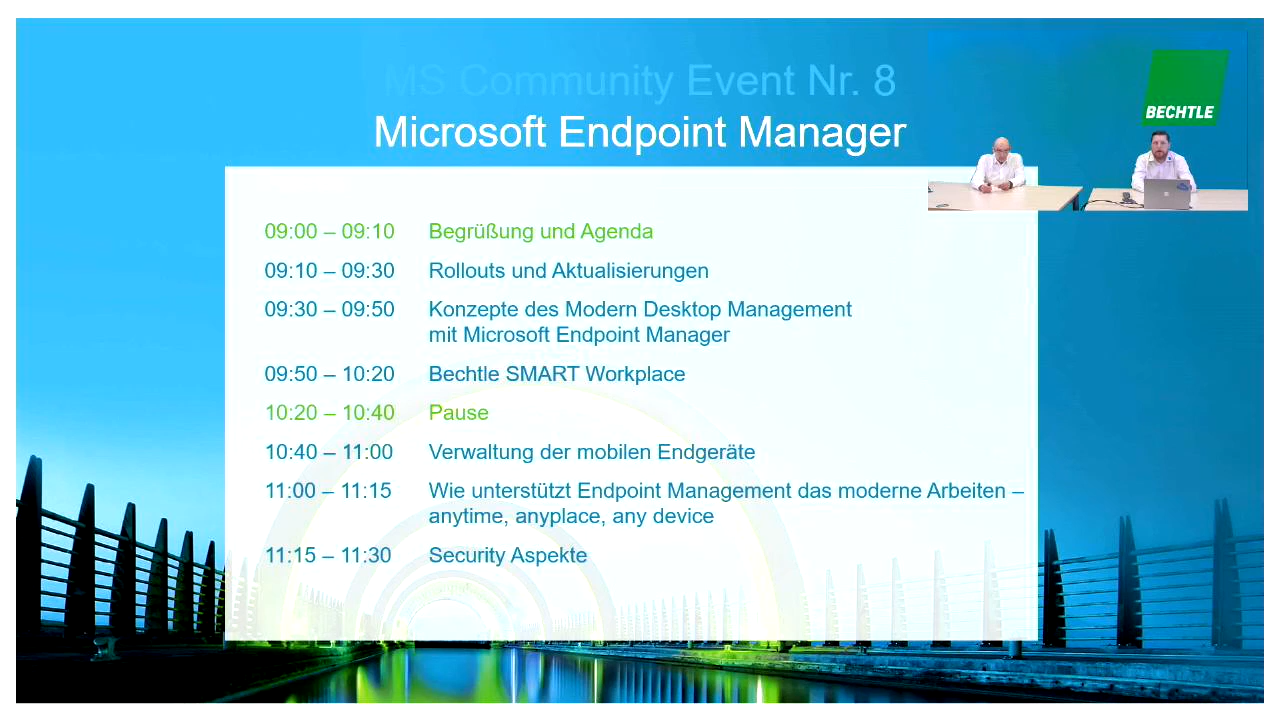 MS Community Event Nr. 8
Microsoft Endpoint Manager
BECHTLE
09:00 – 09:10 Begrüßung und Agenda
09:10 – 09:30 Rollouts und Aktualisierungen
09:30 – 09:50 Konzepte des Modern Desktop Management
mit Microsoft Endpoint Manager
09:50 – 10:20 Bechtle SMART Workplace
10:20 – 10:40 Pause
10:40 – 11:00 Verwaltung der mobilen Endgeräte
11:00 – 11:15 Wie unterstützt Endpoint Management das moderne Arbeiten –
anytime, anyplace, any device
11:15 – 11:30 Security Aspekte